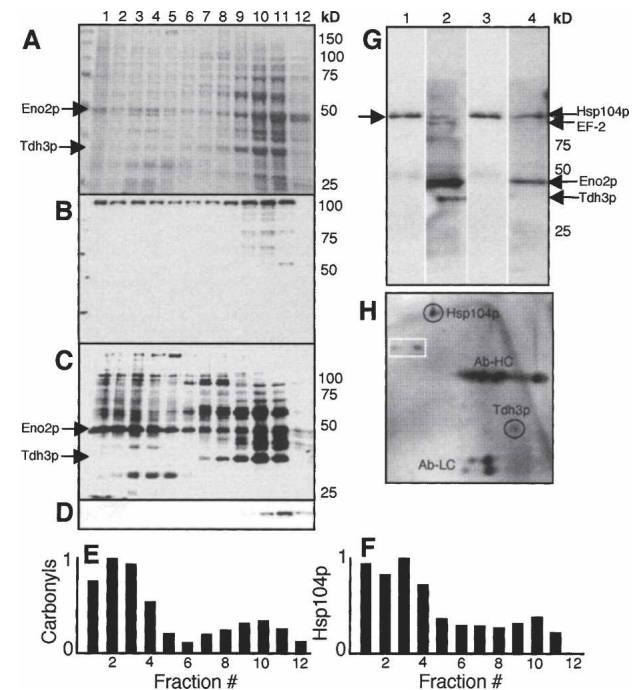 A
1 2 3 4 5 6 7 8 9 10 11 12 kD
150
100
75
Eno2p
50
Tdh3p
25
B
100
75
50
C
100
75
Eno2p
50
Tdh3p
25
D
E
Carbonyls
1
0
2 4 6 8 10 12
Fraction #
F
Hsp104p
1
0
2 4 6 8 10 12
Fraction #
G
1 2 3 4 kD
Hsp104p
EF-2
75
50
Eno2p
Tdh3p
25
H
Hsp104p
Ab-HC
Tdh3p
Ab-LC